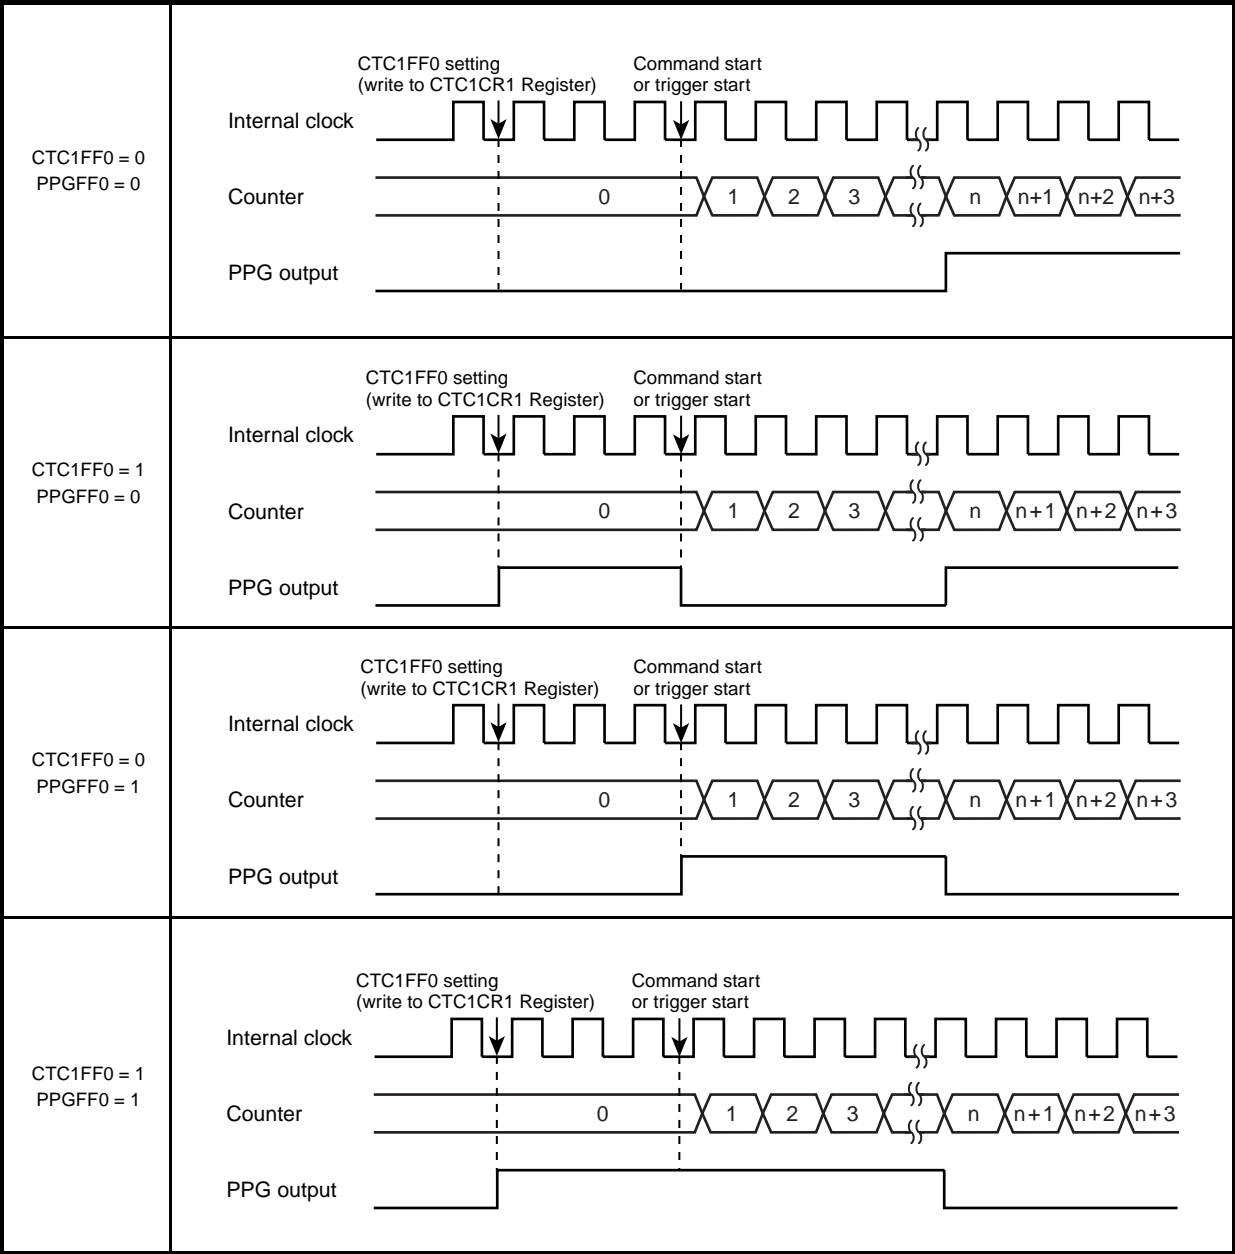 CTC1FF0 = 0
PPGFF0 = 0
CTC1FF0 setting
(write to CTC1CR1 Register)
Command start
or trigger start
Internal clock
Counter
0 1 2 3 n n+1 n+2 n+3
PPG output
CTC1FF0 = 1
PPGFF0 = 0
CTC1FF0 setting
(write to CTC1CR1 Register)
Command start
or trigger start
Internal clock
Counter
0 1 2 3 n n+1 n+2 n+3
PPG output
CTC1FF0 = 0
PPGFF0 = 1
CTC1FF0 setting
(write to CTC1CR1 Register)
Command start
or trigger start
Internal clock
Counter
0 1 2 3 n n+1 n+2 n+3
PPG output
CTC1FF0 = 1
PPGFF0 = 1
CTC1FF0 setting
(write to CTC1CR1 Register)
Command start
or trigger start
Internal clock
Counter
0 1 2 3 n n+1 n+2 n+3
PPG output